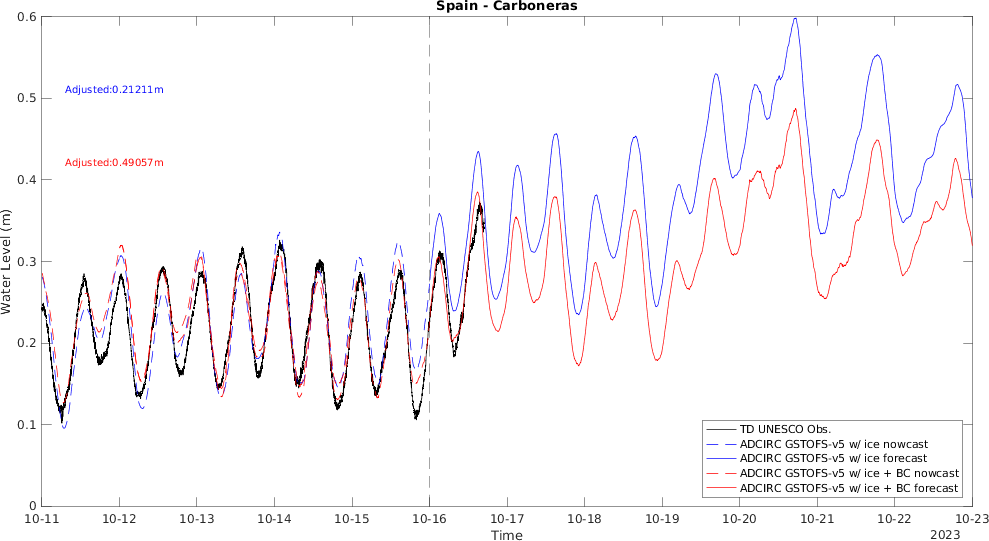 Spain - Carboneras
0.6
0.5
0.4
0.3
0.2
0.1
0
Water Level (m)
Adjusted:0.21211m
Adjusted:0.49057m
TD UNESCO Obs.
ADCIRC GSTOFS-v5 w/ ice nowcast
ADCIRC GSTOFS-v5 w/ ice forecast
ADCIRC GSTOFS-v5 w/ ice + BC nowcast
ADCIRC GSTOFS-v5 w/ ice + BC forecast
10-11 10-12 10-13 10-14 10-15 10-16 10-17 10-18 10-19 10-20 10-21 10-22 10-23
Time
2023